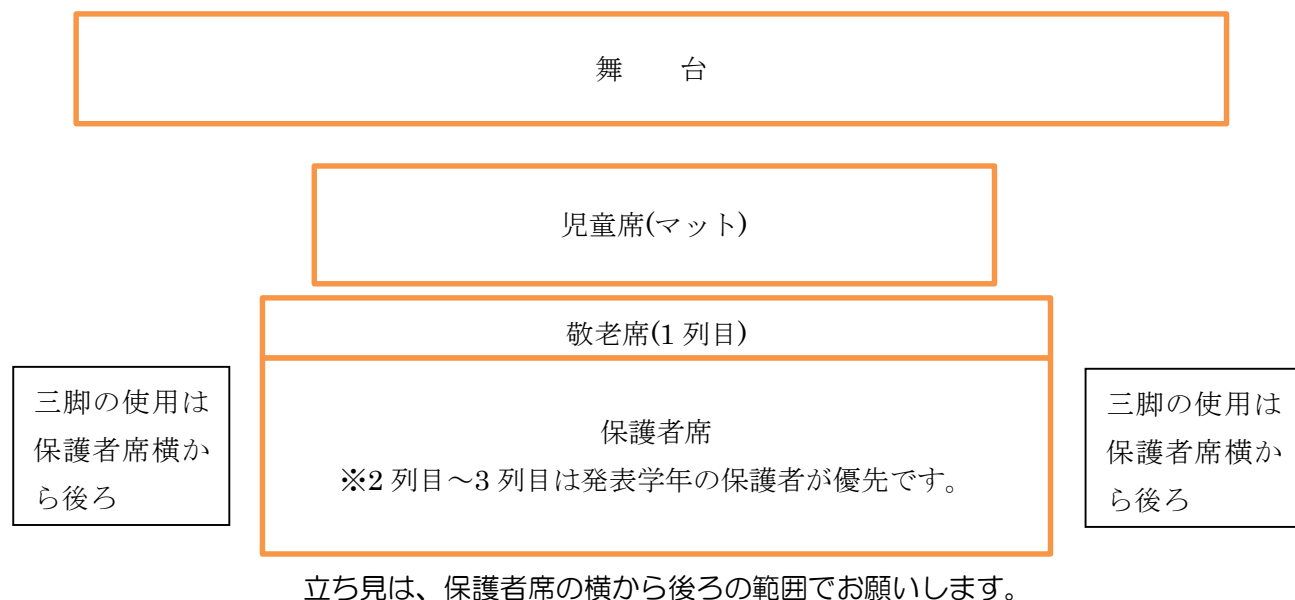 舞　　台
児童席(マット)
敬老席(1 列目)
三脚の使用は
保護者席横か
ら後ろ
保護者席
※2 列目～3 列目は発表学年の保護者が優先です。
三脚の使用は
保護者席横か
ら後ろ
立ち見は、保護者席の横から後ろの範囲でお願いします。